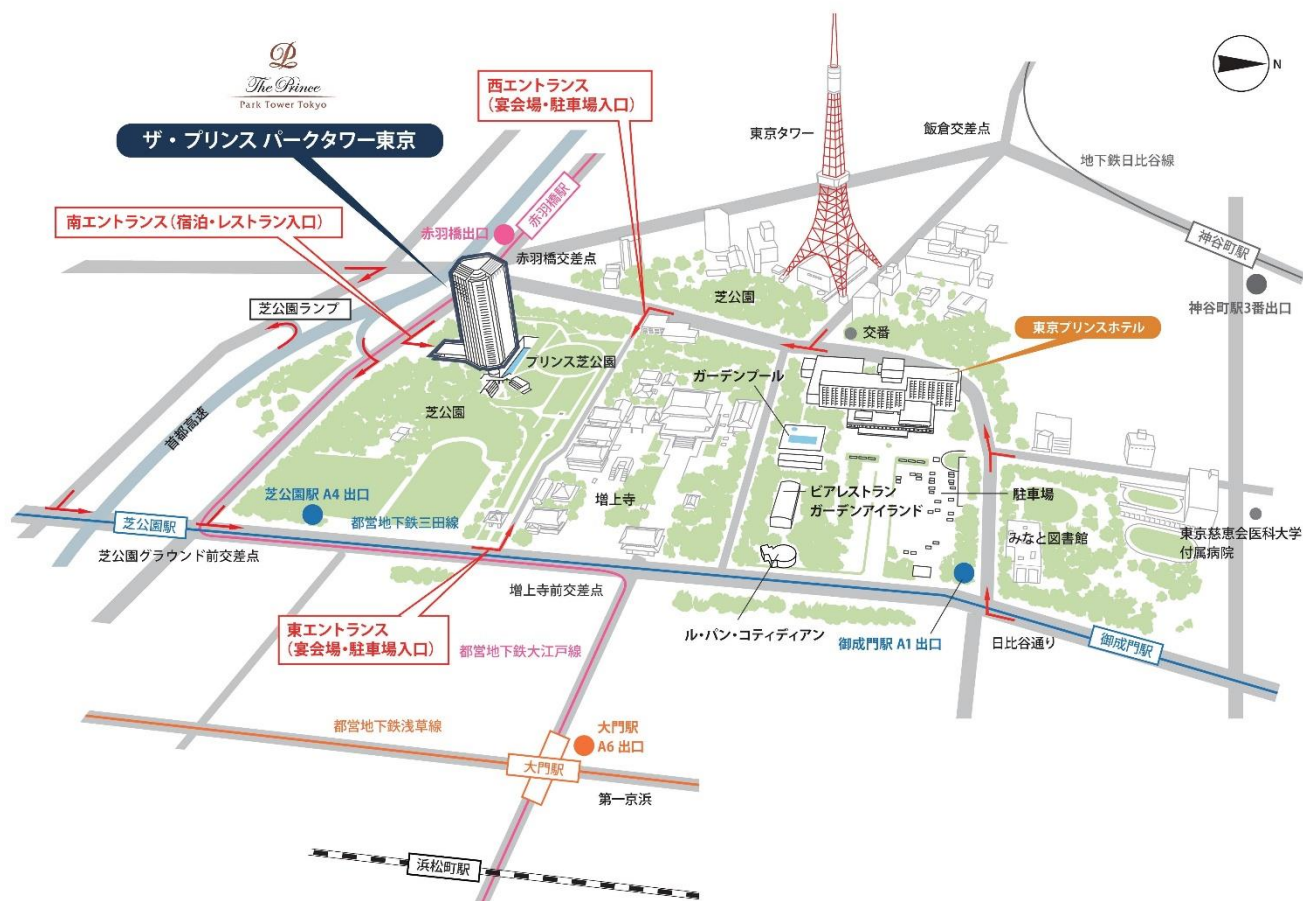 The Prince
Park Tower Tokyo
ザ・プリンス パークタワー東京
西エントランス
(宴会場・駐車場入口)
東京タワー
飯倉交差点
N
地下鉄日比谷線
南エントランス(宿泊・レストラン入口)
赤羽橋駅
赤羽橋出口
赤羽橋交差点
神谷町駅
神谷町駅3番出口
芝公園ランプ
芝公園
交番
東京プリンスホテル
プリンス芝公園
ガーデンプール
芝公園
首都高速
増上寺
ビアレストラン
ガーデンアイランド
駐車場
みなと図書館
東京慈恵会医科大学
付属病院
芝公園駅 A4 出口
芝公園駅
都営地下鉄三田線
芝公園グラウンド前交差点
増上寺前交差点
ル・パン・コティディアン
御成門駅 A1 出口
日比谷通り
御成門駅
東エントランス
(宴会場・駐車場入口)
都営地下鉄大江戸線
都営地下鉄浅草線
大門駅
A6 出口
大門駅
第一京浜
浜松町駅